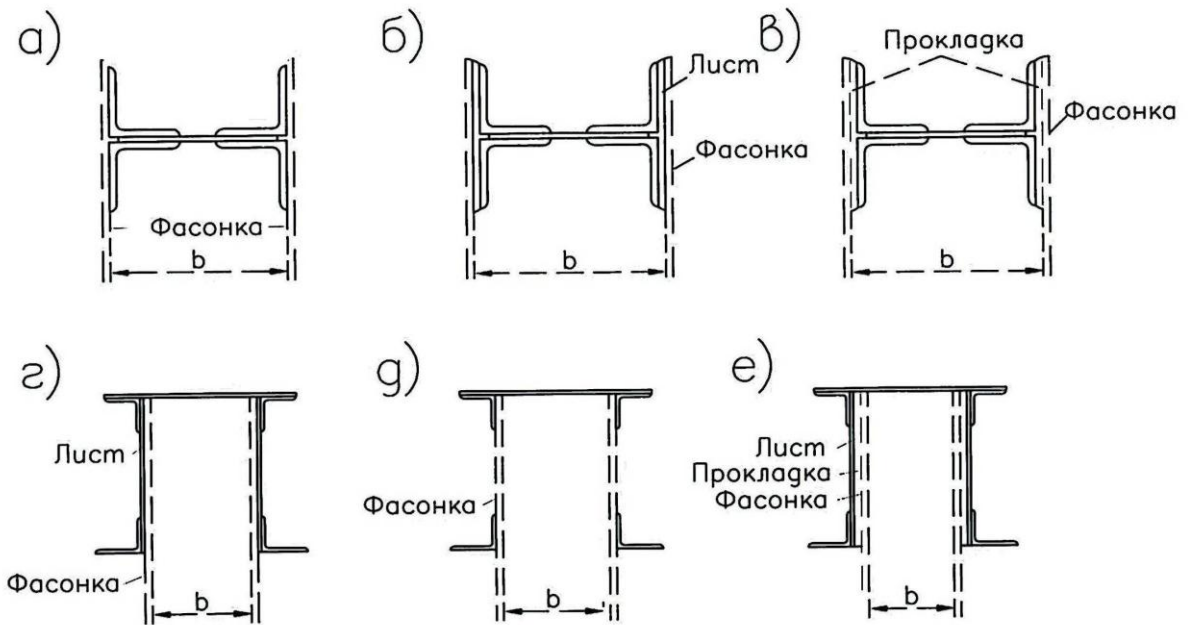 а)
б)
в)
Прокладка
Лист
Фасонка
Фасонка
Фасонка
b
b
b
г)
д)
е)
Лист
Фасонка
Лист
Прокладка
Фасонка
Фасонка
b
b
b